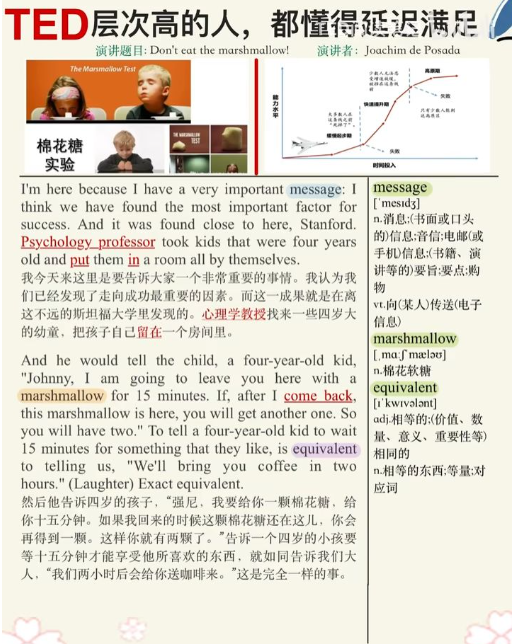 TED层次高的人，都懂得延迟满足
演讲题目: Don't eat the marshmallow!
演讲者: Joachim de Posada
The Marshmallow Test
棉花糖
实验
能力水平
缓慢起步期
快速提升期
高原期
失败
失败
时间投入
I'm here because I have a very important message: I
think we have found the most important factor for
success. And it was found close to here, Stanford.
Psychology professor took kids that were four years
old and put them in a room all by themselves.
我今天来这里是要告诉大家一个非常重要的事情。我认为我
们已经发现了走向成功最重要的因素。而这一成果就是在离
这不远的斯坦福大学里发现的。心理学教授找来一些四岁大
的幼童，把孩子自己留在一个房间里。
And he would tell the child, a four-year-old kid,
"Johnny, I am going to leave you here with a
marshmallow for 15 minutes. If, after I come back,
this marshmallow is here, you will get another one. So
you will have two." To tell a four-year-old kid to wait
15 minutes for something that they like, is equivalent
to telling us, "We'll bring you coffee in two
hours." (Laughter) Exact equivalent.
然后他告诉四岁的孩子，“强尼，我要给你一颗棉花糖，给
你十五分钟。如果我回来的时候这颗棉花糖还在这儿，你会
再得到一颗。这样你就有两颗了。”告诉一个四岁的小孩要
等十五分钟才能享受他所喜欢的东西，就如同告诉我们大
人，“我们两小时后会给你送咖啡来。”这是完全一样的事。
message
[ˈmesɪdʒ]
n.消息;(书面或口头
的)信息;音信;电邮(或
手机)信息;(书籍、演
讲等的)要旨;要点;购
物
vt.向(某人)传送(电子
信息)
marshmallow
[ˌmɑːʃˈmæləʊ]
n.棉花软糖
equivalent
[ɪˈkwɪvələnt]
adj.相等的;(价值、数
量、意义、重要性等)
相同的
n.相等的东西;等量;对
应词